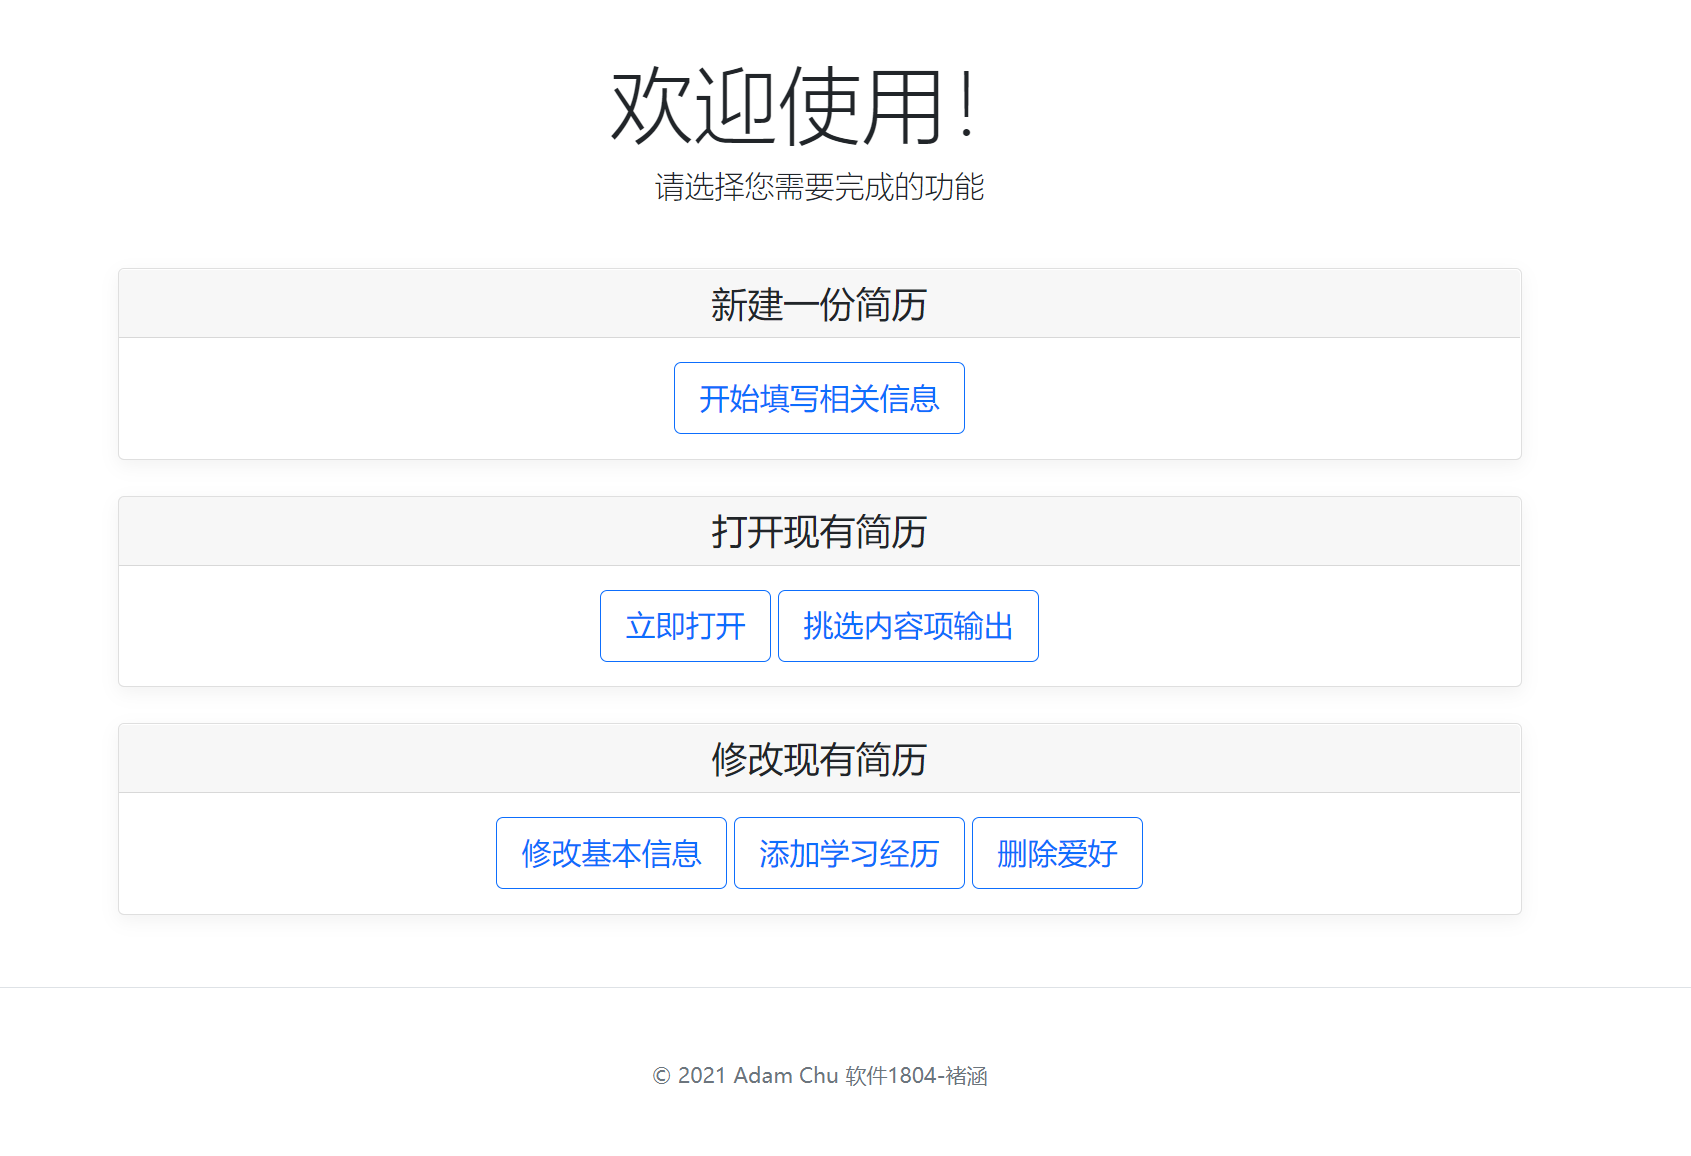 欢迎使用！
请选择您需要完成的功能
新建一份简历
开始填写相关信息
打开现有简历
立即打开 挑选内容项输出
修改现有简历
修改基本信息 添加学习经历 删除爱好
© 2021 Adam Chu 软件1804-褚涵